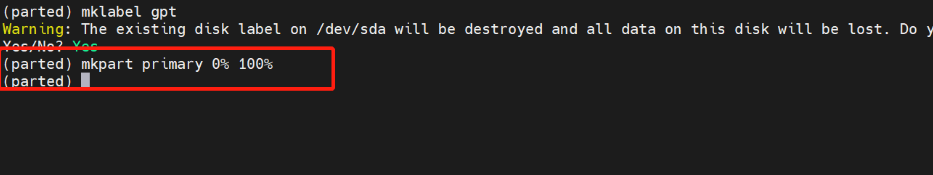 (parted) mklabel gpt
Warning: The existing disk label on /dev/sda will be destroyed and all data on this disk will be lost. Do y
Yes/No? Yes
(parted) mkpart primary 0% 100%
(parted)